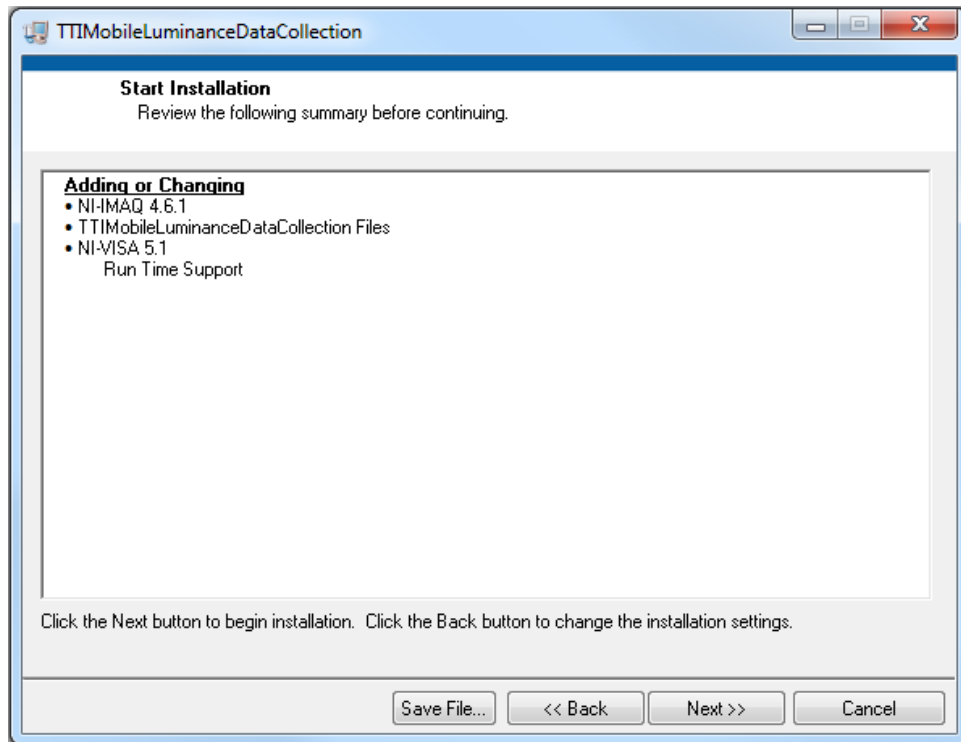 TTIMobileLuminanceDataCollection
Start Installation
Review the following summary before continuing.
Adding or Changing
• NI-IMAQ 4.6.1
• TTIMobileLuminanceDataCollection Files
• NI-VISA 5.1
Run Time Support
Click the Next button to begin installation. Click the Back button to change the installation settings.
Save File... << Back Next >> Cancel